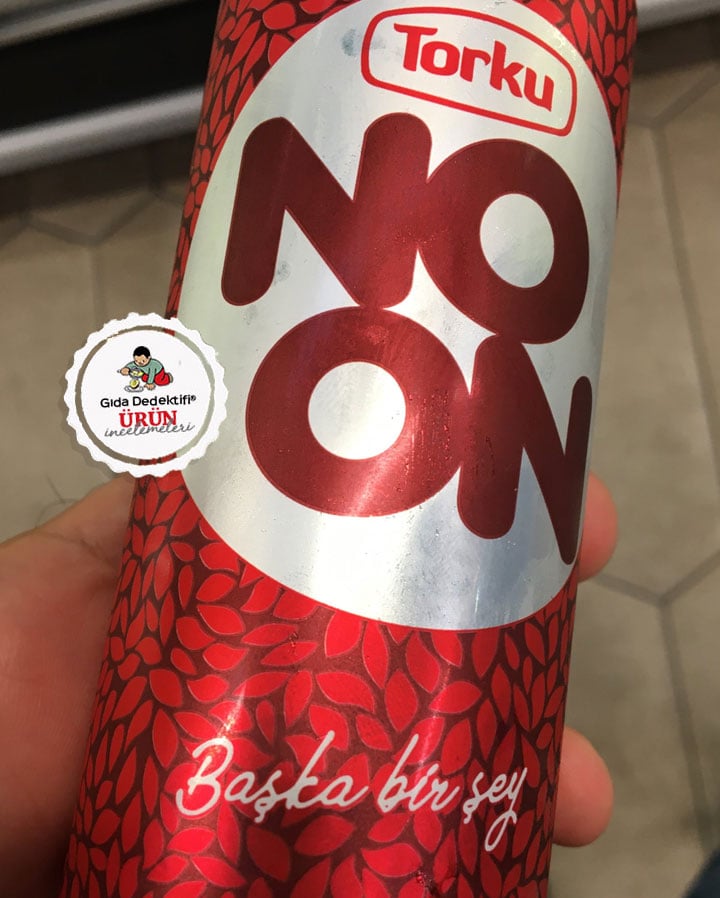 Torku
NO
ON
Gıda Dedektifi®
ÜRÜN
incelemeleri
Başka bir şey